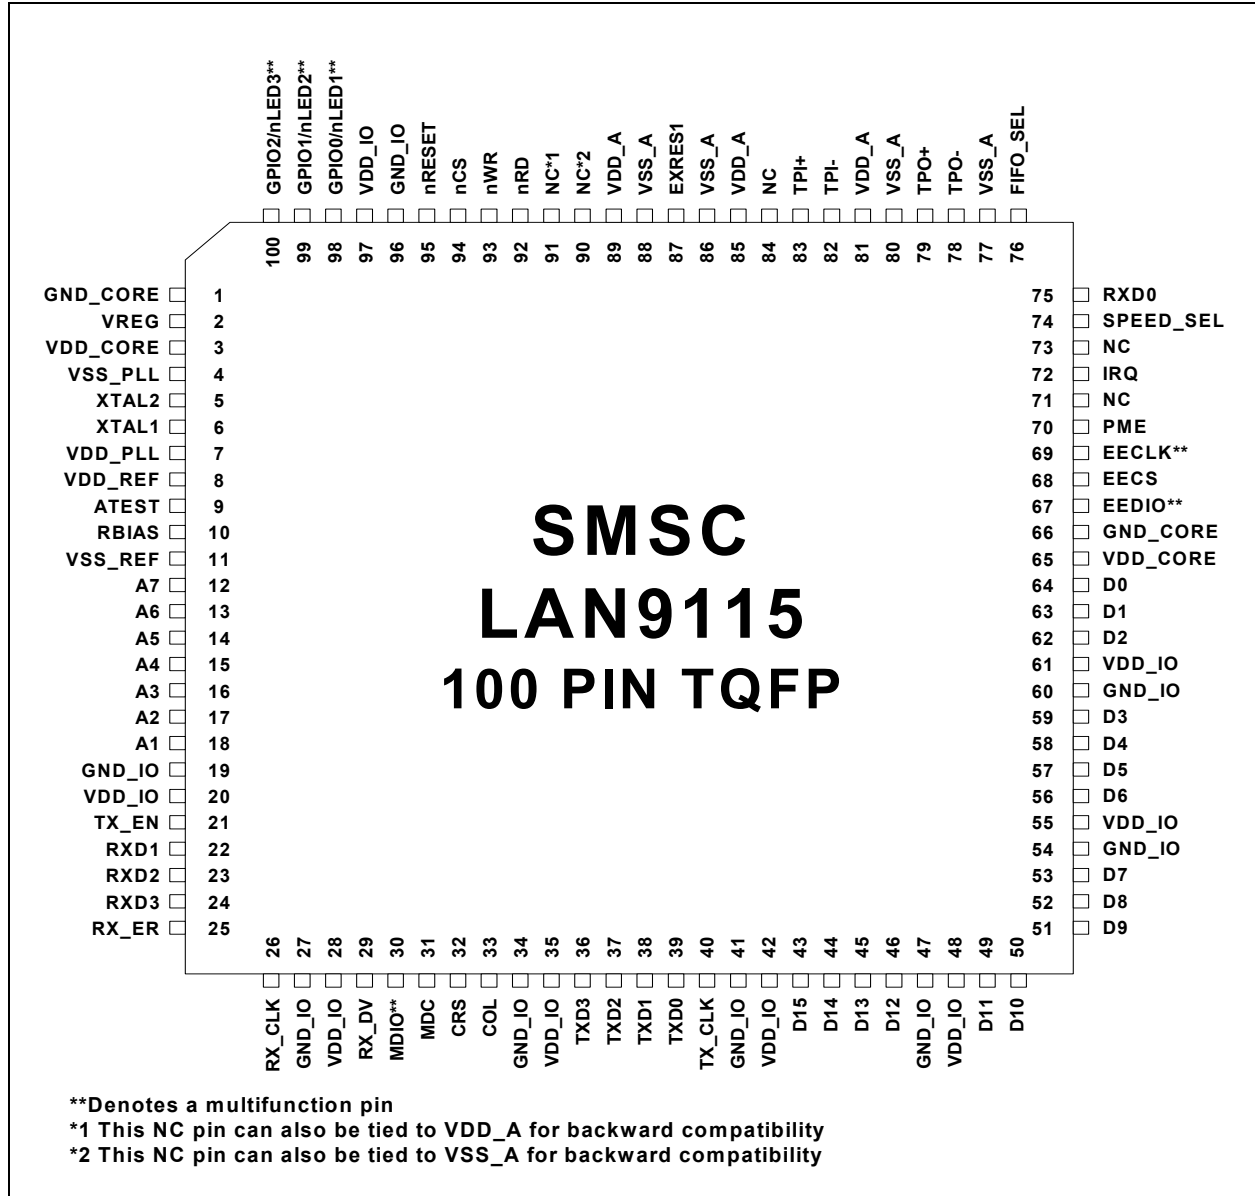 GPIO2/nLED3**
GPIO1/nLED2**
GPIO0/nLED1**
VDD_IO
GND_IO
nRESET
nCS
nWR
nRD
NC*1
NC*2
VDD_A
VSS_A
EXRES1
VSS_A
VDD_A
NC
TPI+
TPI-
VDD_A
VSS_A
TPO+
TPO-
VSS_A
FIFO_SEL
100
99
98
97
96
95
94
93
92
91
90
89
88
87
86
85
84
83
82
81
80
79
78
77
76
GND_CORE 1
VREG 2
VDD_CORE 3
VSS_PLL 4
XTAL2 5
XTAL1 6
VDD_PLL 7
VDD_REF 8
ATEST 9
RBIAS 10
VSS_REF 11
A7 12
A6 13
A5 14
A4 15
A3 16
A2 17
A1 18
GND_IO 19
VDD_IO 20
TX_EN 21
RXD1 22
RXD2 23
RXD3 24
RX_ER 25
SMSC
LAN9115
100 PIN TQFP
75 RXD0
74 SPEED_SEL
73 NC
72 IRQ
71 NC
70 PME
69 EECLK**
68 EECS
67 EEDIO**
66 GND_CORE
65 VDD_CORE
64 D0
63 D1
62 D2
61 VDD_IO
60 GND_IO
59 D3
58 D4
57 D5
56 D6
55 VDD_IO
54 GND_IO
53 D7
52 D8
51 D9
26
27
28
29
30
31
32
33
34
35
36
37
38
39
40
41
42
43
44
45
46
47
48
49
50
RX_CLK
GND_IO
VDD_IO
RX_DV
MDIO**
MDC
CRS
COL
GND_IO
VDD_IO
TXD3
TXD2
TXD1
TXD0
TX_CLK
GND_IO
VDD_IO
D15
D14
D13
D12
GND_IO
VDD_IO
D11
D10
**Denotes a multifunction pin
*1 This NC pin can also be tied to VDD_A for backward compatibility
*2 This NC pin can also be tied to VSS_A for backward compatibility